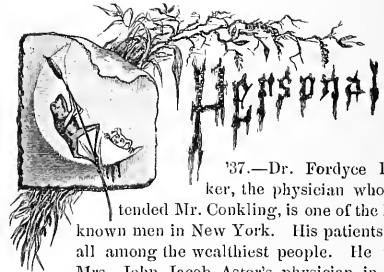 Personal
'37.—Dr. Fordyce
ker, the physician who
tended Mr. Conkling, is one of the
known men in New York. His patients
all among the wealthiest people. He
Mrs. John Jacob Astor's physician in